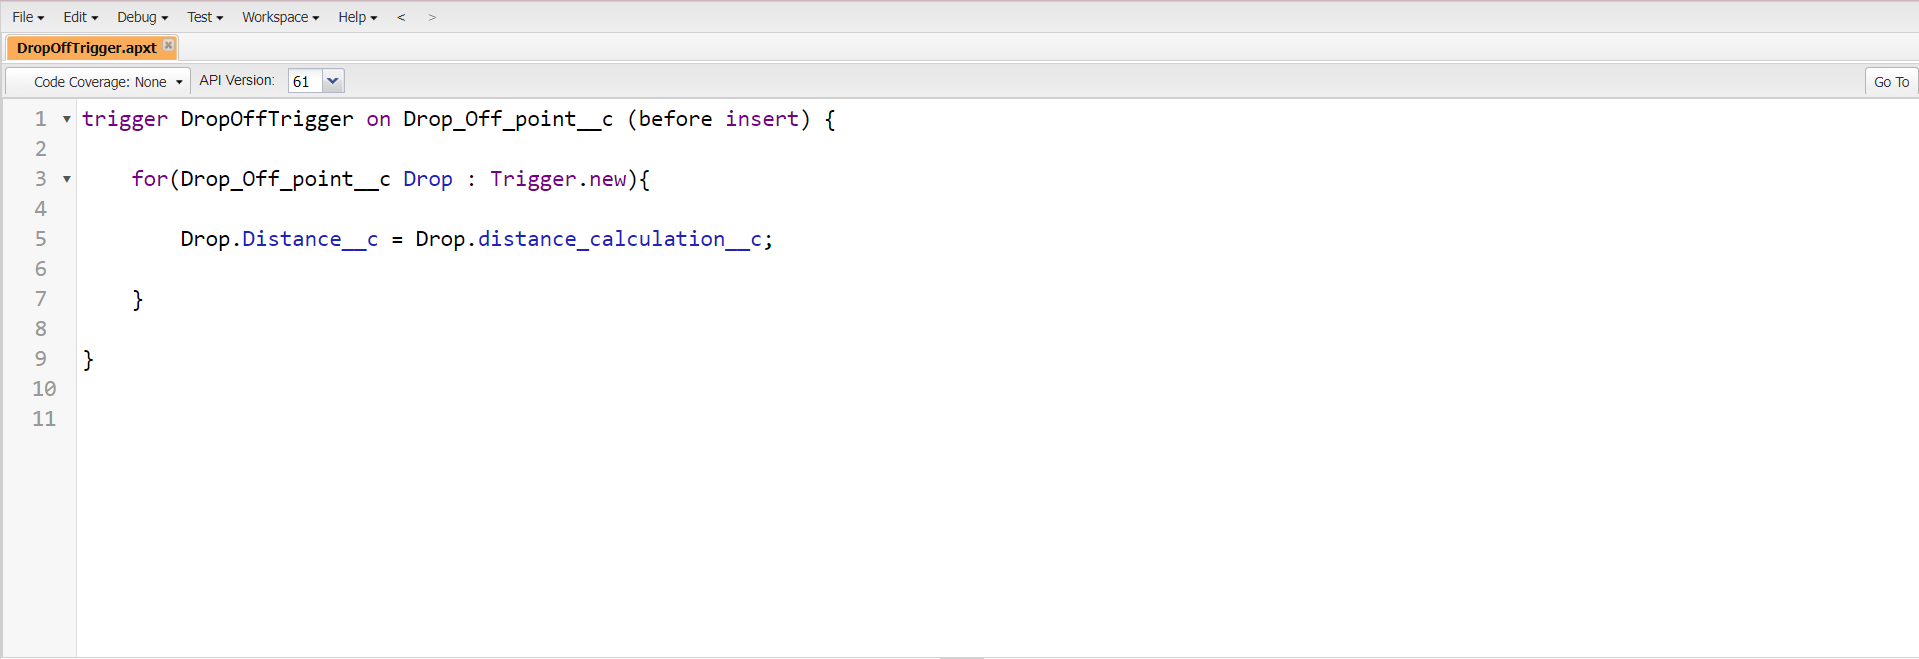 File Edit Debug Test Workspace Help < >
DropOffTrigger.apxt
Code Coverage: None API Version: 61 Go To
1 trigger DropOffTrigger on Drop_Off_point__c (before insert) {
2
3 for(Drop_Off_point__c Drop : Trigger.new){
4
5 Drop.Distance__c = Drop.distance_calculation__c;
6
7 }
8
9 }
10
11